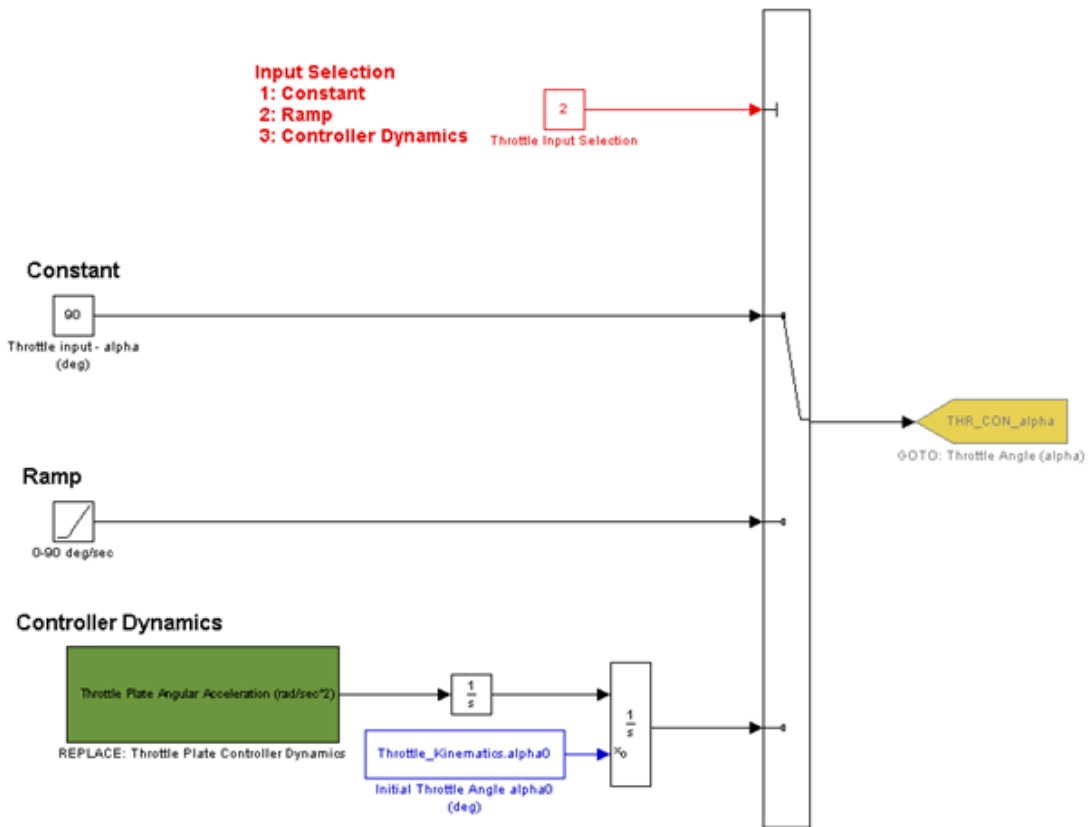 Input Selection
1: Constant
2: Ramp
3: Controller Dynamics
2
Throttle Input Selection
Constant
90
Throttle input - alpha
(deg)
THR_CON_alpha
GOTO: Throttle Angle (alpha)
Ramp
0-90 deg/sec
Controller Dynamics
Throttle Plate Angular Acceleration (rad/sec^2)
REPLACE: Throttle Plate Controller Dynamics
1
s
1
s
xo
Throttle_Kinematics.alpha0
Initial Throttle Angle alpha0
(deg)